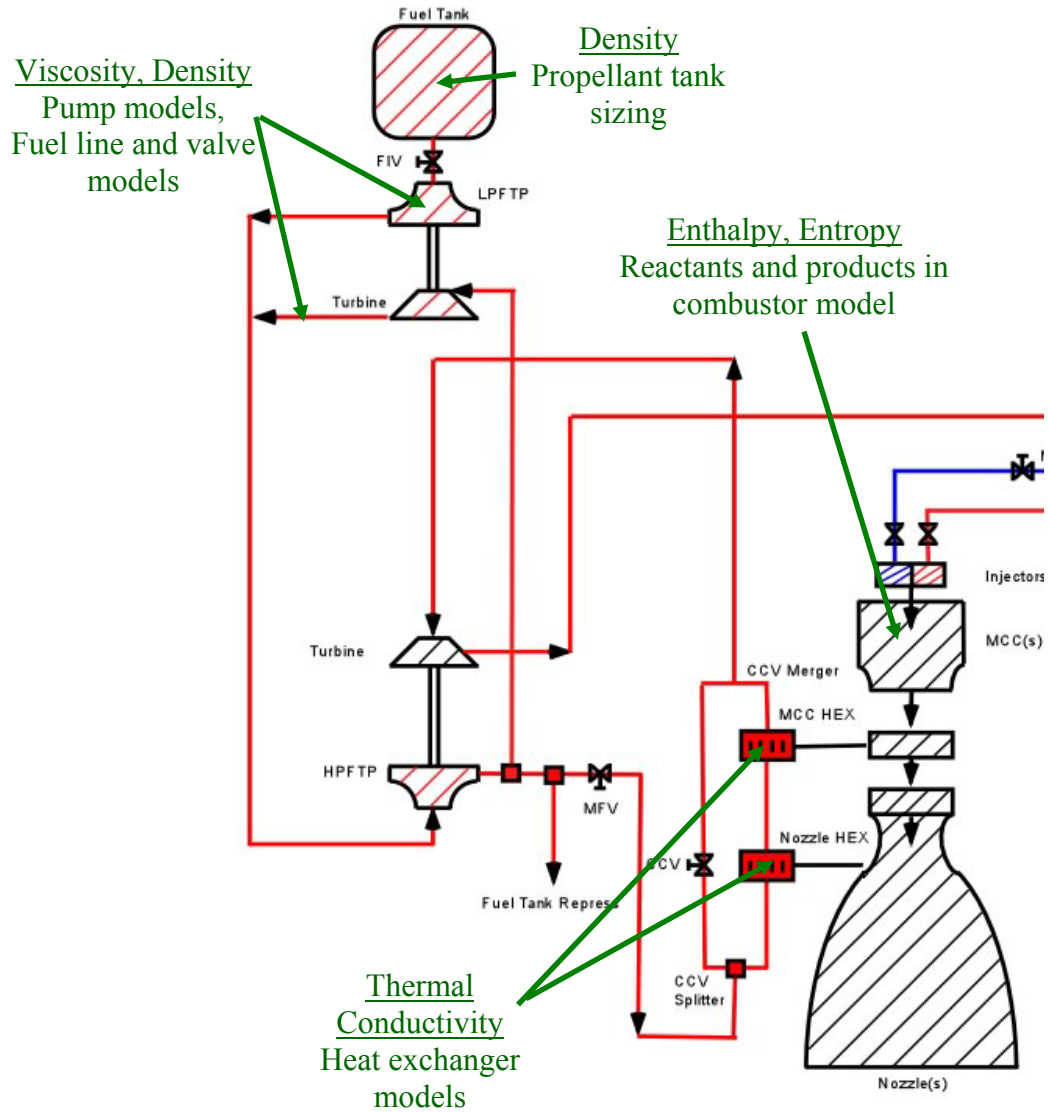 Fuel Tank
Density
Propellant tank
sizing
Viscosity, Density
Pump models,
Fuel line and valve
models
FIV
LPFTP
Enthalpy, Entropy
Reactants and products in
combustor model
Turbine
Injectors
MCC(s)
Turbine
CCV Merger
MCC HEX
HPFTP
MFV
Nozzle HEX
CCV
Fuel Tank Repress
CCV
Splitter
Thermal
Conductivity
Heat exchanger
models
Nozzle(s)